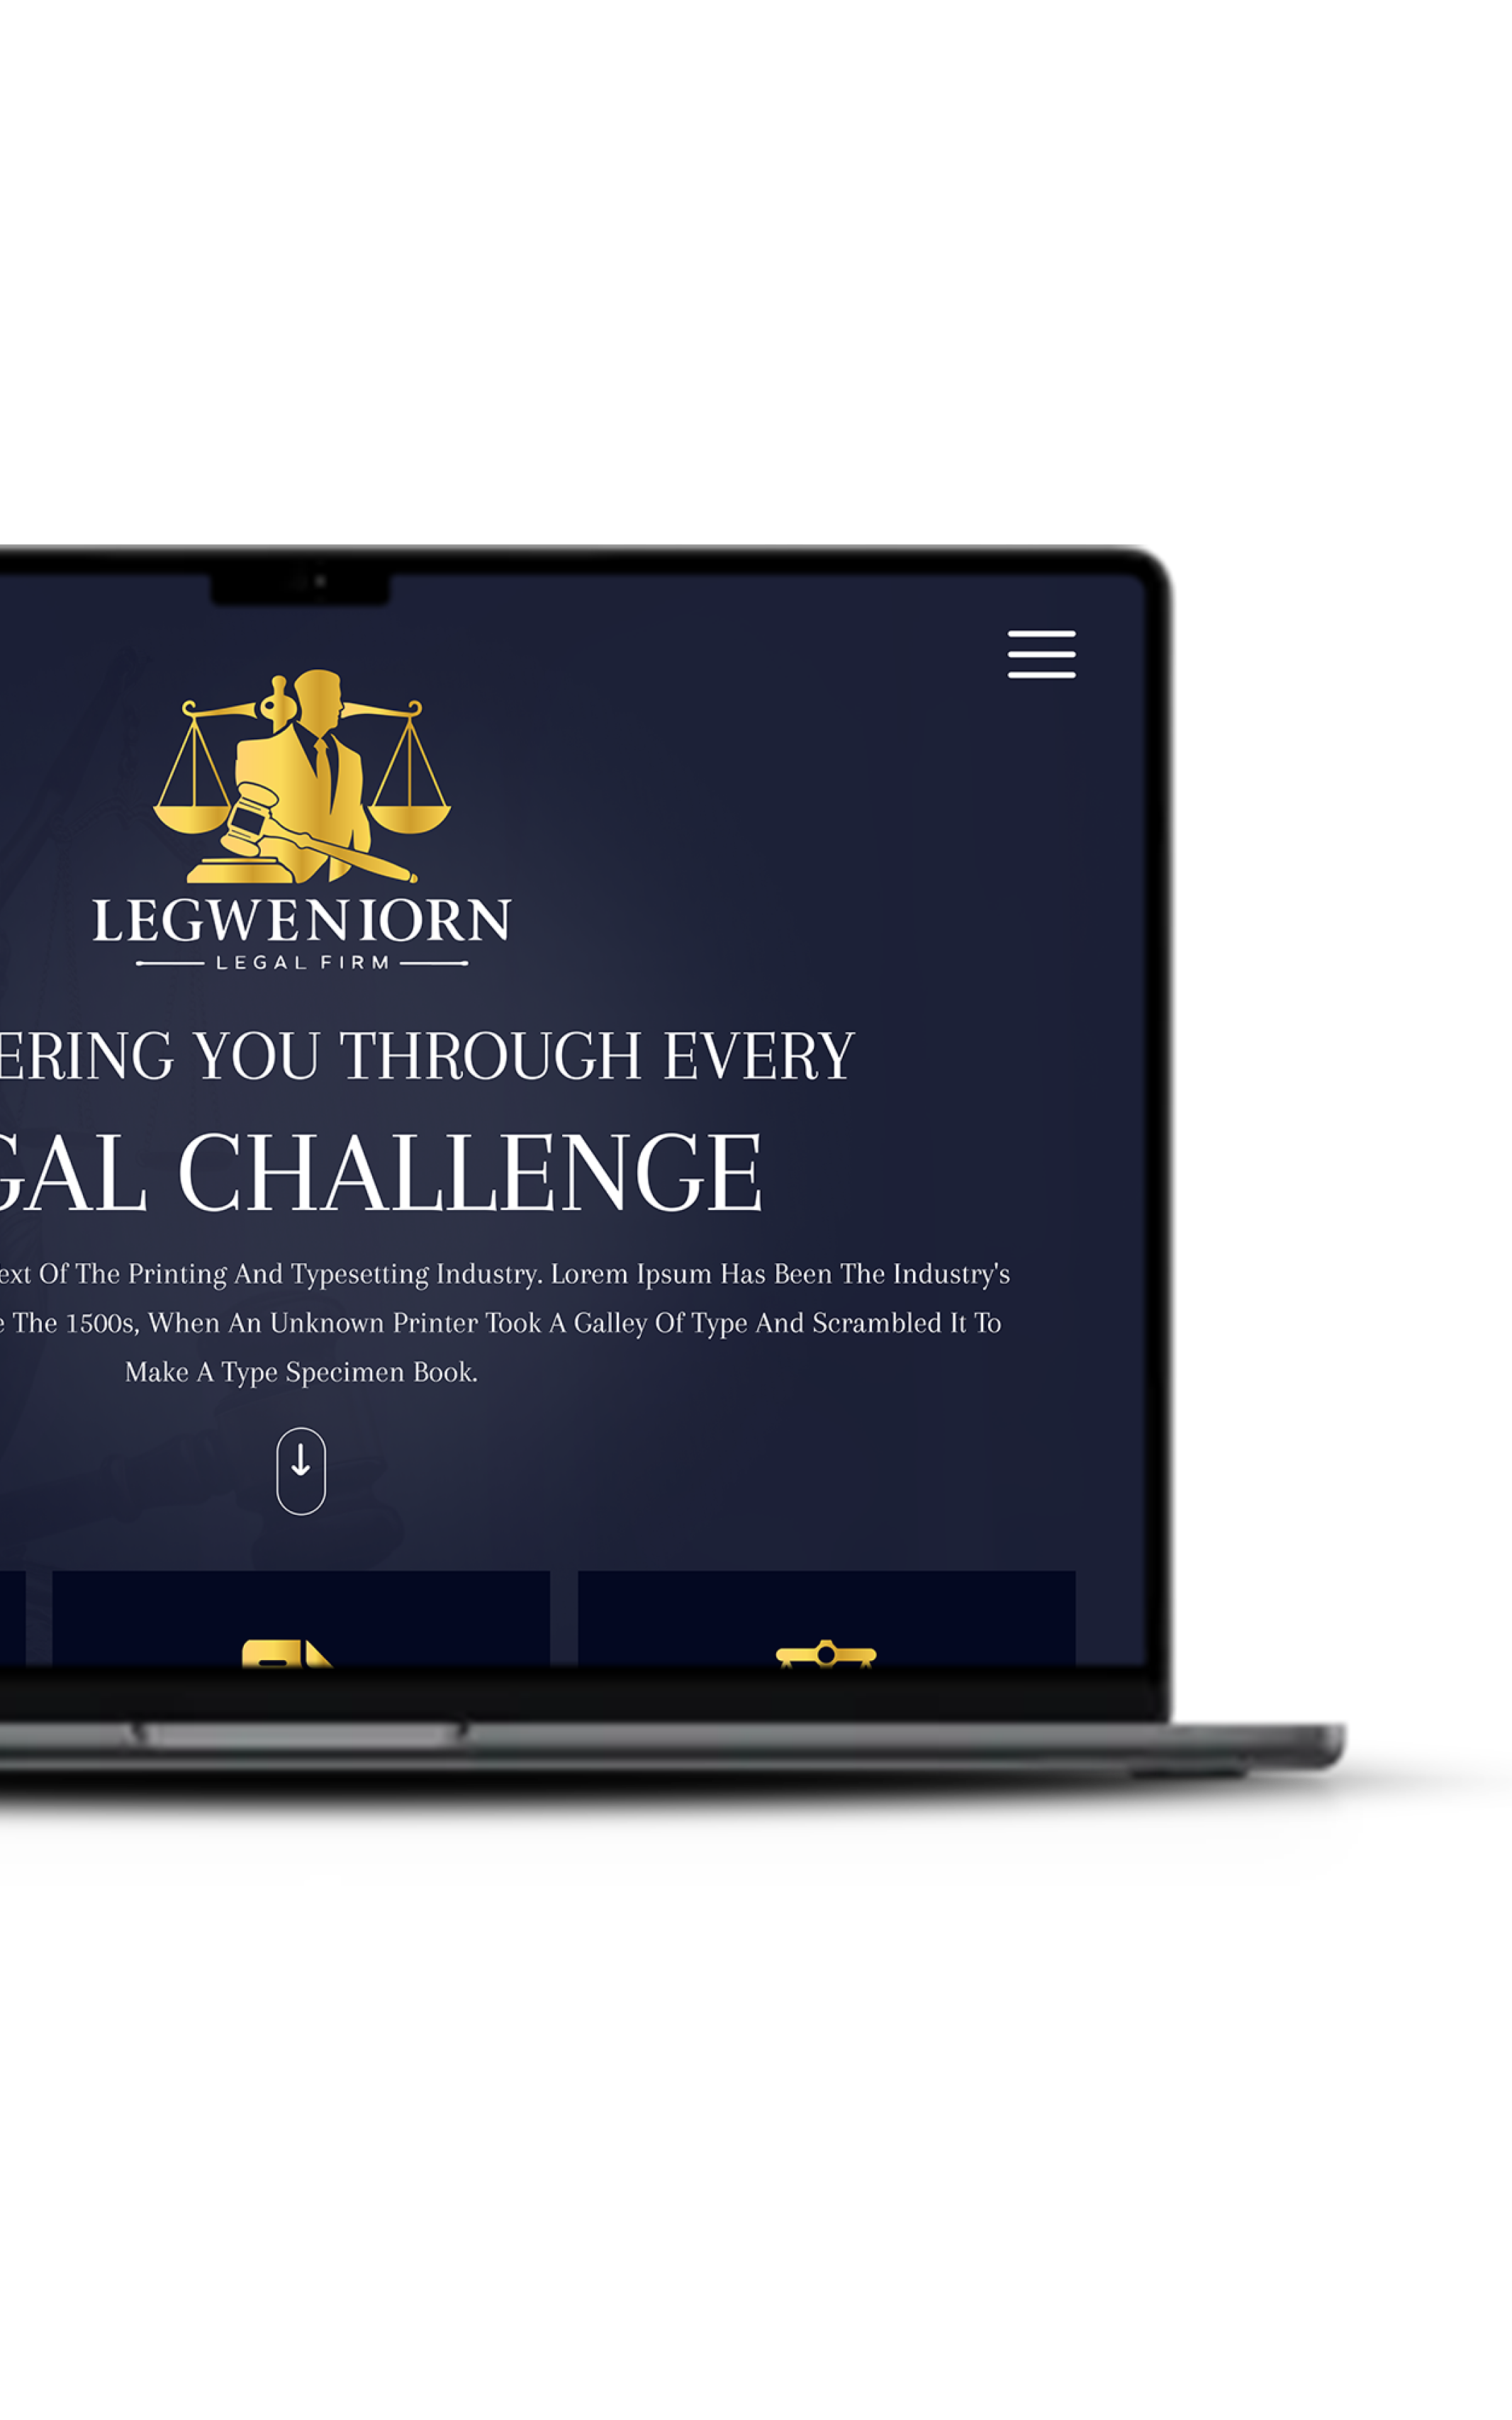 LEGWENIORN
LEGAL FIRM
ERING YOU THROUGH EVERY
GAL CHALLENGE
ext Of The Printing And Typesetting Industry. Lorem Ipsum Has Been The Industry's
e The 1500s, When An Unknown Printer Took A Galley Of Type And Scrambled It To
Make A Type Specimen Book.